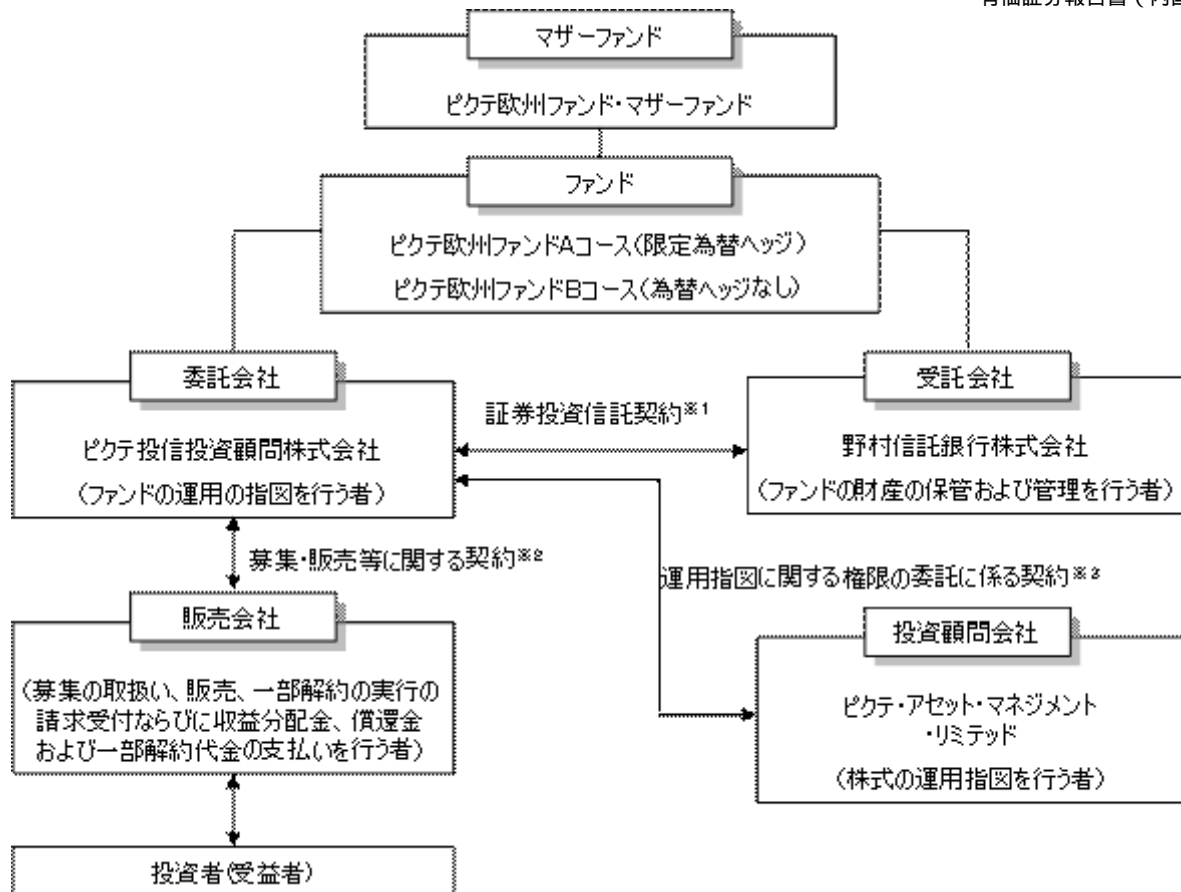 マザーファンド
ピクテ欧州ファンド・マザーファンド
ファンド
ピクテ欧州ファンドAコース(限定為替ヘッジ)
ピクテ欧州ファンドBコース(為替ヘッジなし)
委託会社
ピクテ投信投資顧問株式会社
(ファンドの運用の指図を行う者)
証券投資信託契約※1
受託会社
野村信託銀行株式会社
(ファンドの財産の保管および管理を行う者)
募集・販売等に関する契約※2
運用指図に関する権限の委託に係る契約※3
販売会社
(募集の取扱い、販売、一部解約の実行の
請求受付ならびに収益分配金、償還金
および一部解約代金の支払いを行う者)
投資顧問会社
ピクテ・アセット・マネジメント
・リミテッド
(株式の運用指図を行う者)
投資者(受益者)